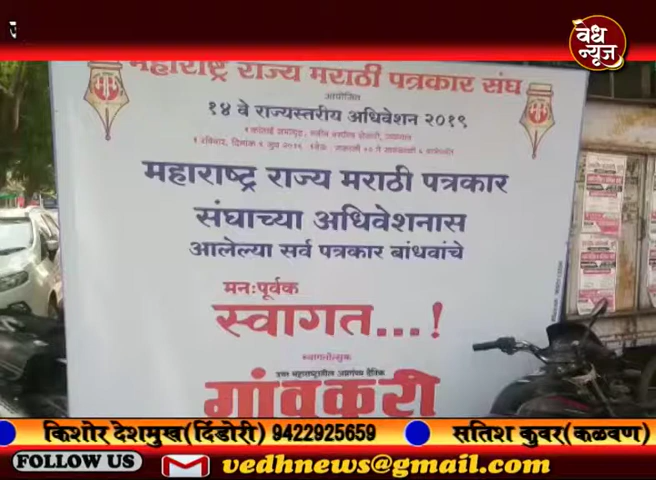 वेध
न्यूज
महाराष्ट्र राज्य मराठी पत्रकार संघ
आयोजित
१४ वे राज्यस्तरीय अधिवेशन २०१९
महाराष्ट्र राज्य मराठी पत्रकार
संघाच्या अधिवेशनास
आलेल्या सर्व पत्रकार बांधवांचे
मनःपूर्वक
स्वागत...!
स्वागतोत्सुक
गांवकरी
किशोर देशमुख(दिंडोरी) 9422925659 सतिश कुवर(कळवण)
FOLLOW US vedhnews@gmail.com